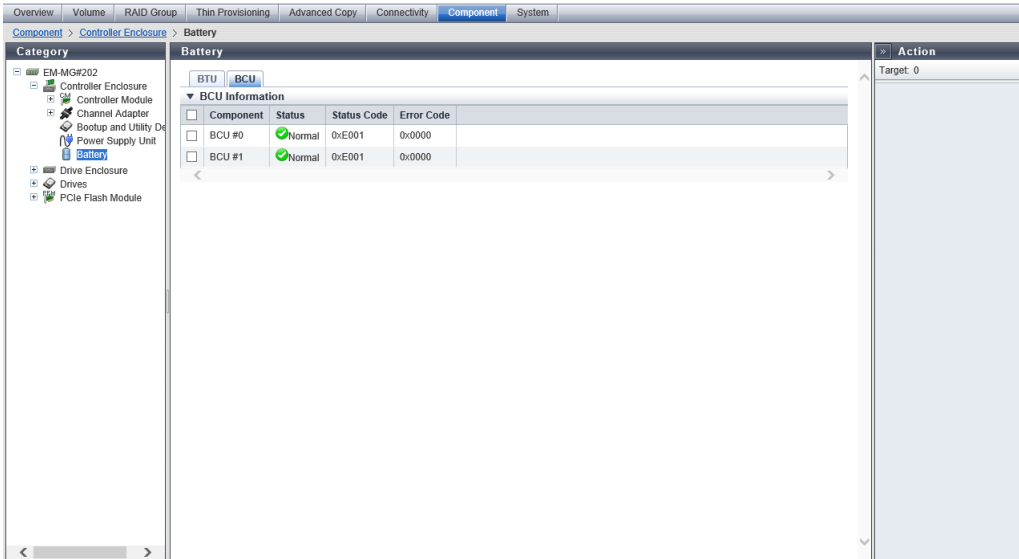 Overview Volume RAID Group Thin Provisioning Advanced Copy Connectivity Component System
Component > Controller Enclosure > Battery
Category
EM-MG#202
Controller Enclosure
Controller Module
Channel Adapter
Bootup and Utility De
Power Supply Unit
Battery
Drive Enclosure
Drives
PCIe Flash Module
Battery
BTU BCU
BCU Information
Component Status Status Code Error Code
BCU #0 Normal 0xE001 0x0000
BCU #1 Normal 0xE001 0x0000
» Action
Target: 0